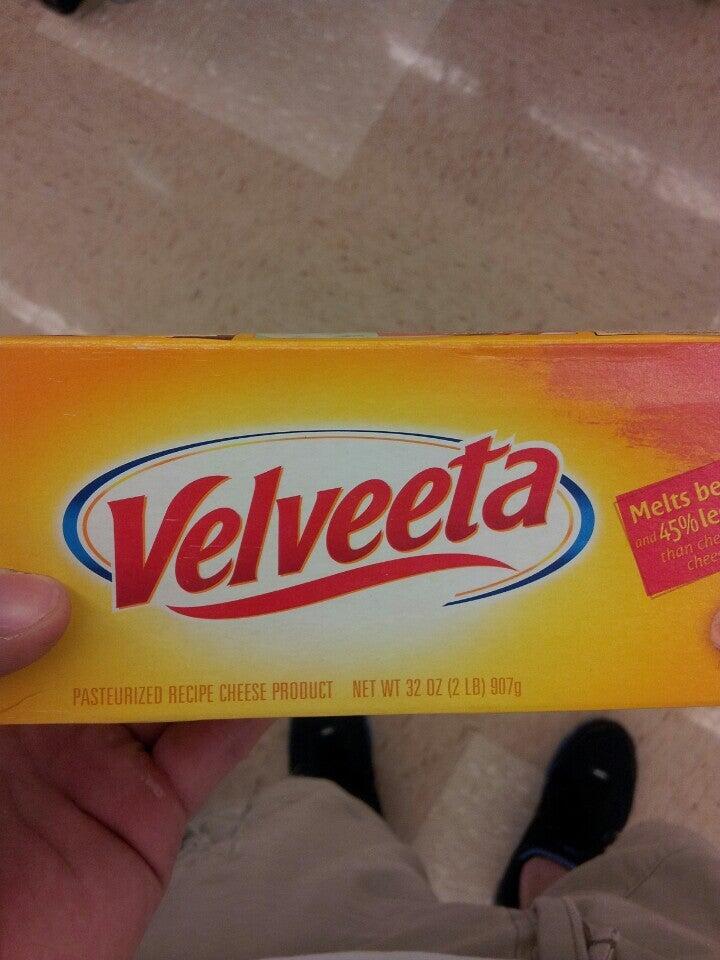 Velveeta
PASTEURIZED RECIPE CHEESE PRODUCT NET WT 32 OZ (2 LB) 907g
Melts
and 45%
than